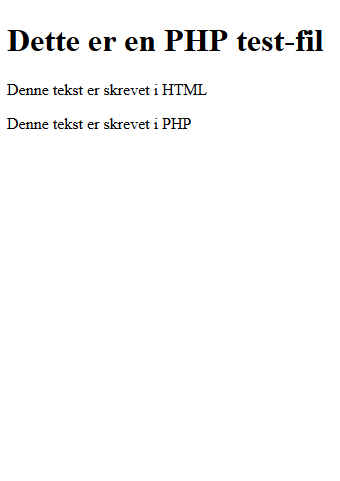 Dette er en PHP test-fil
Denne tekst er skrevet i HTML
Denne tekst er skrevet i PHP